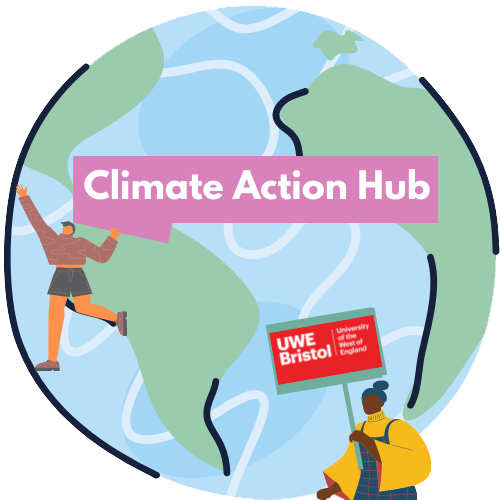 Climate Action Hub
UWE
Bristol
University
of the
West of
England